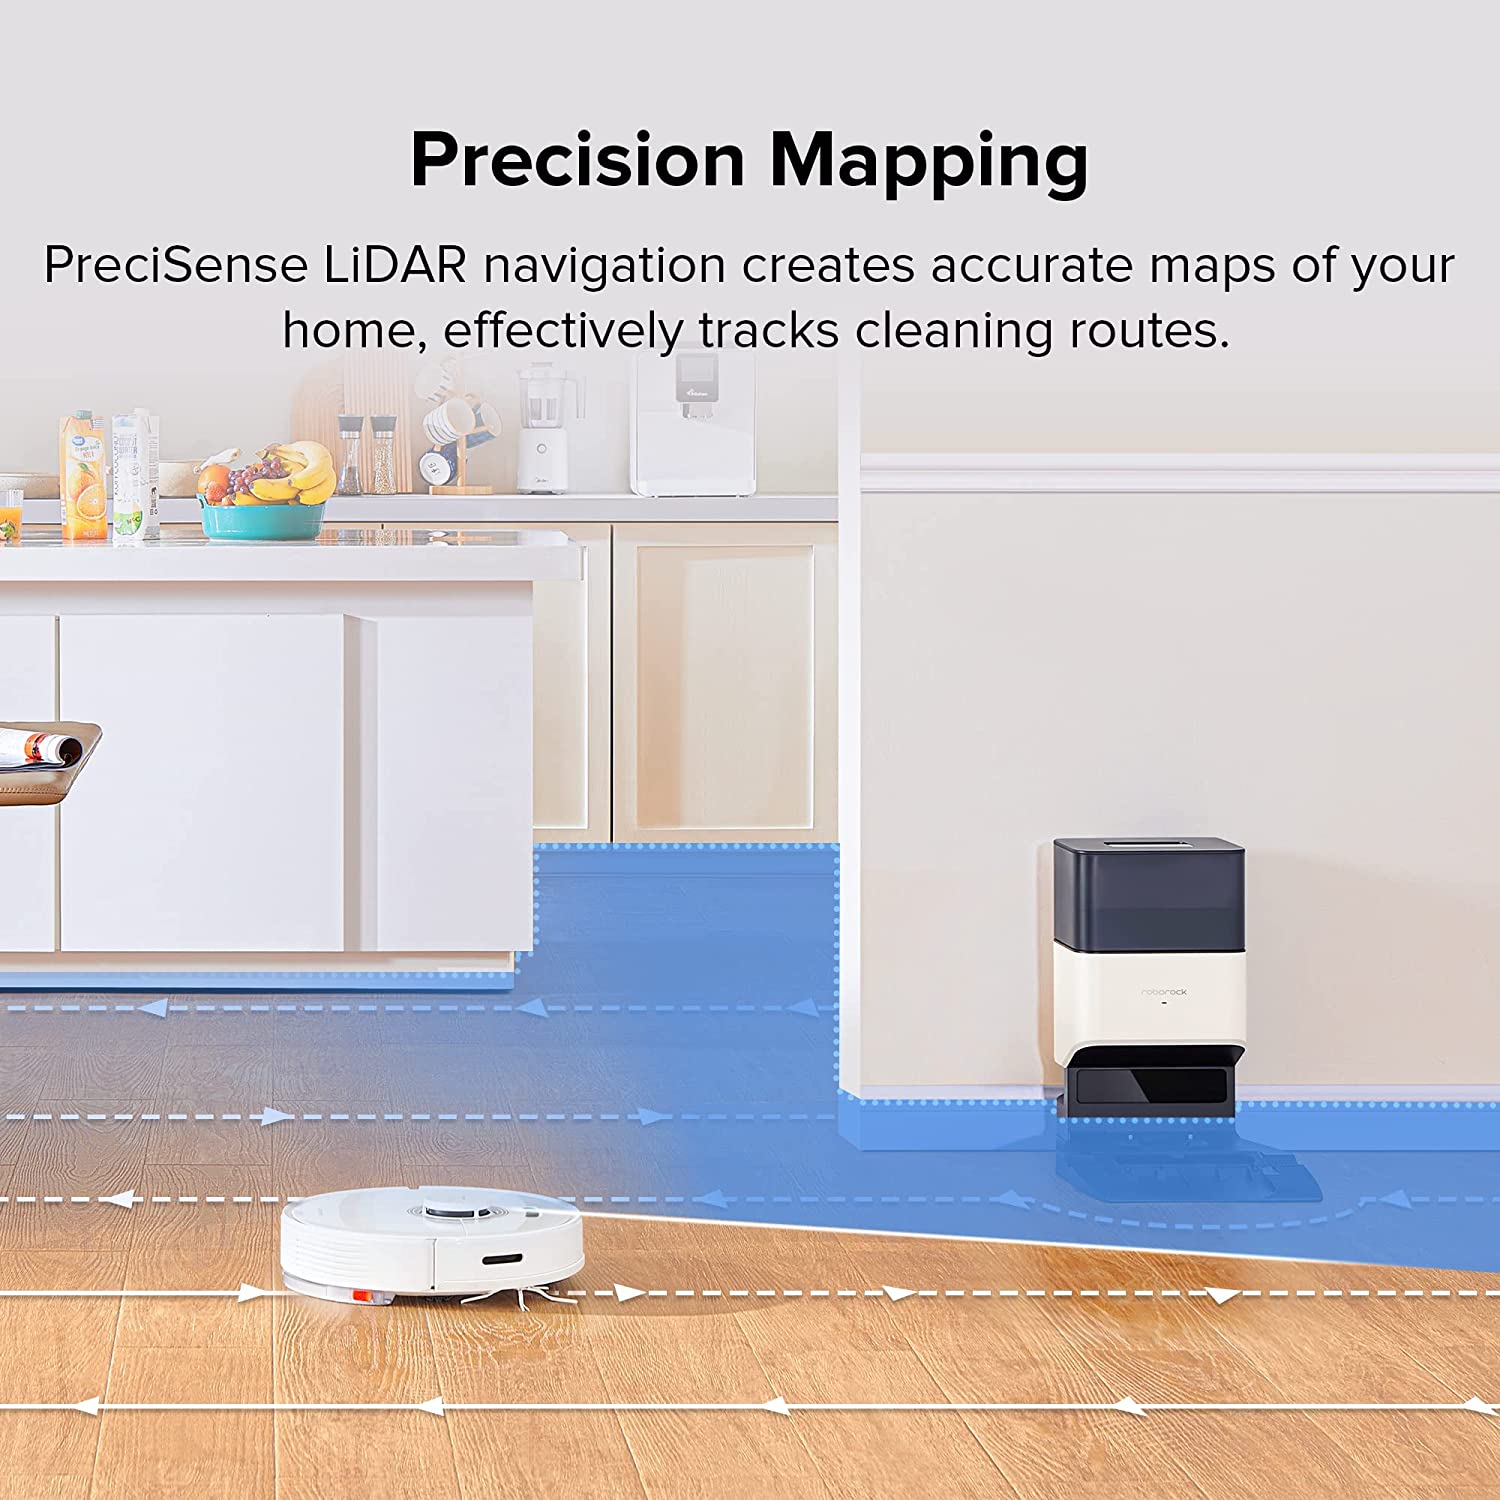 Precision Mapping
PreciSense LiDAR navigation creates accurate maps of your
home, effectively tracks cleaning routes.
roborock